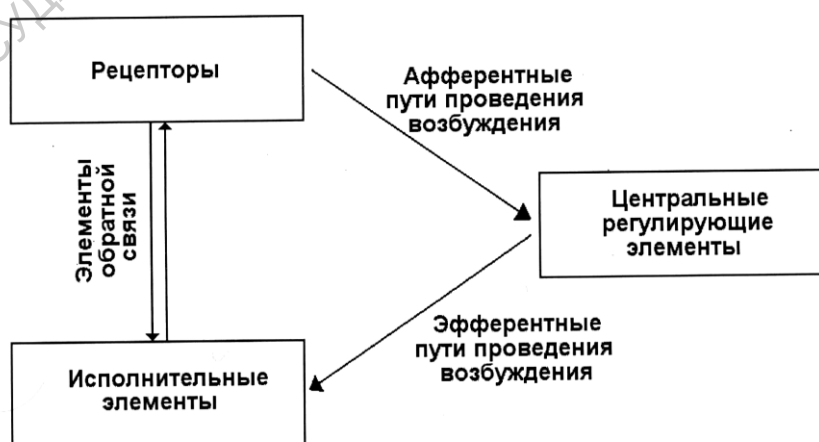 Рецепторы
Афферентные
пути проведения
возбуждения
Элементы
обратной
связи
Центральные
регулирующие
элементы
Эфферентные
пути проведения
возбуждения
Исполнительные
элементы